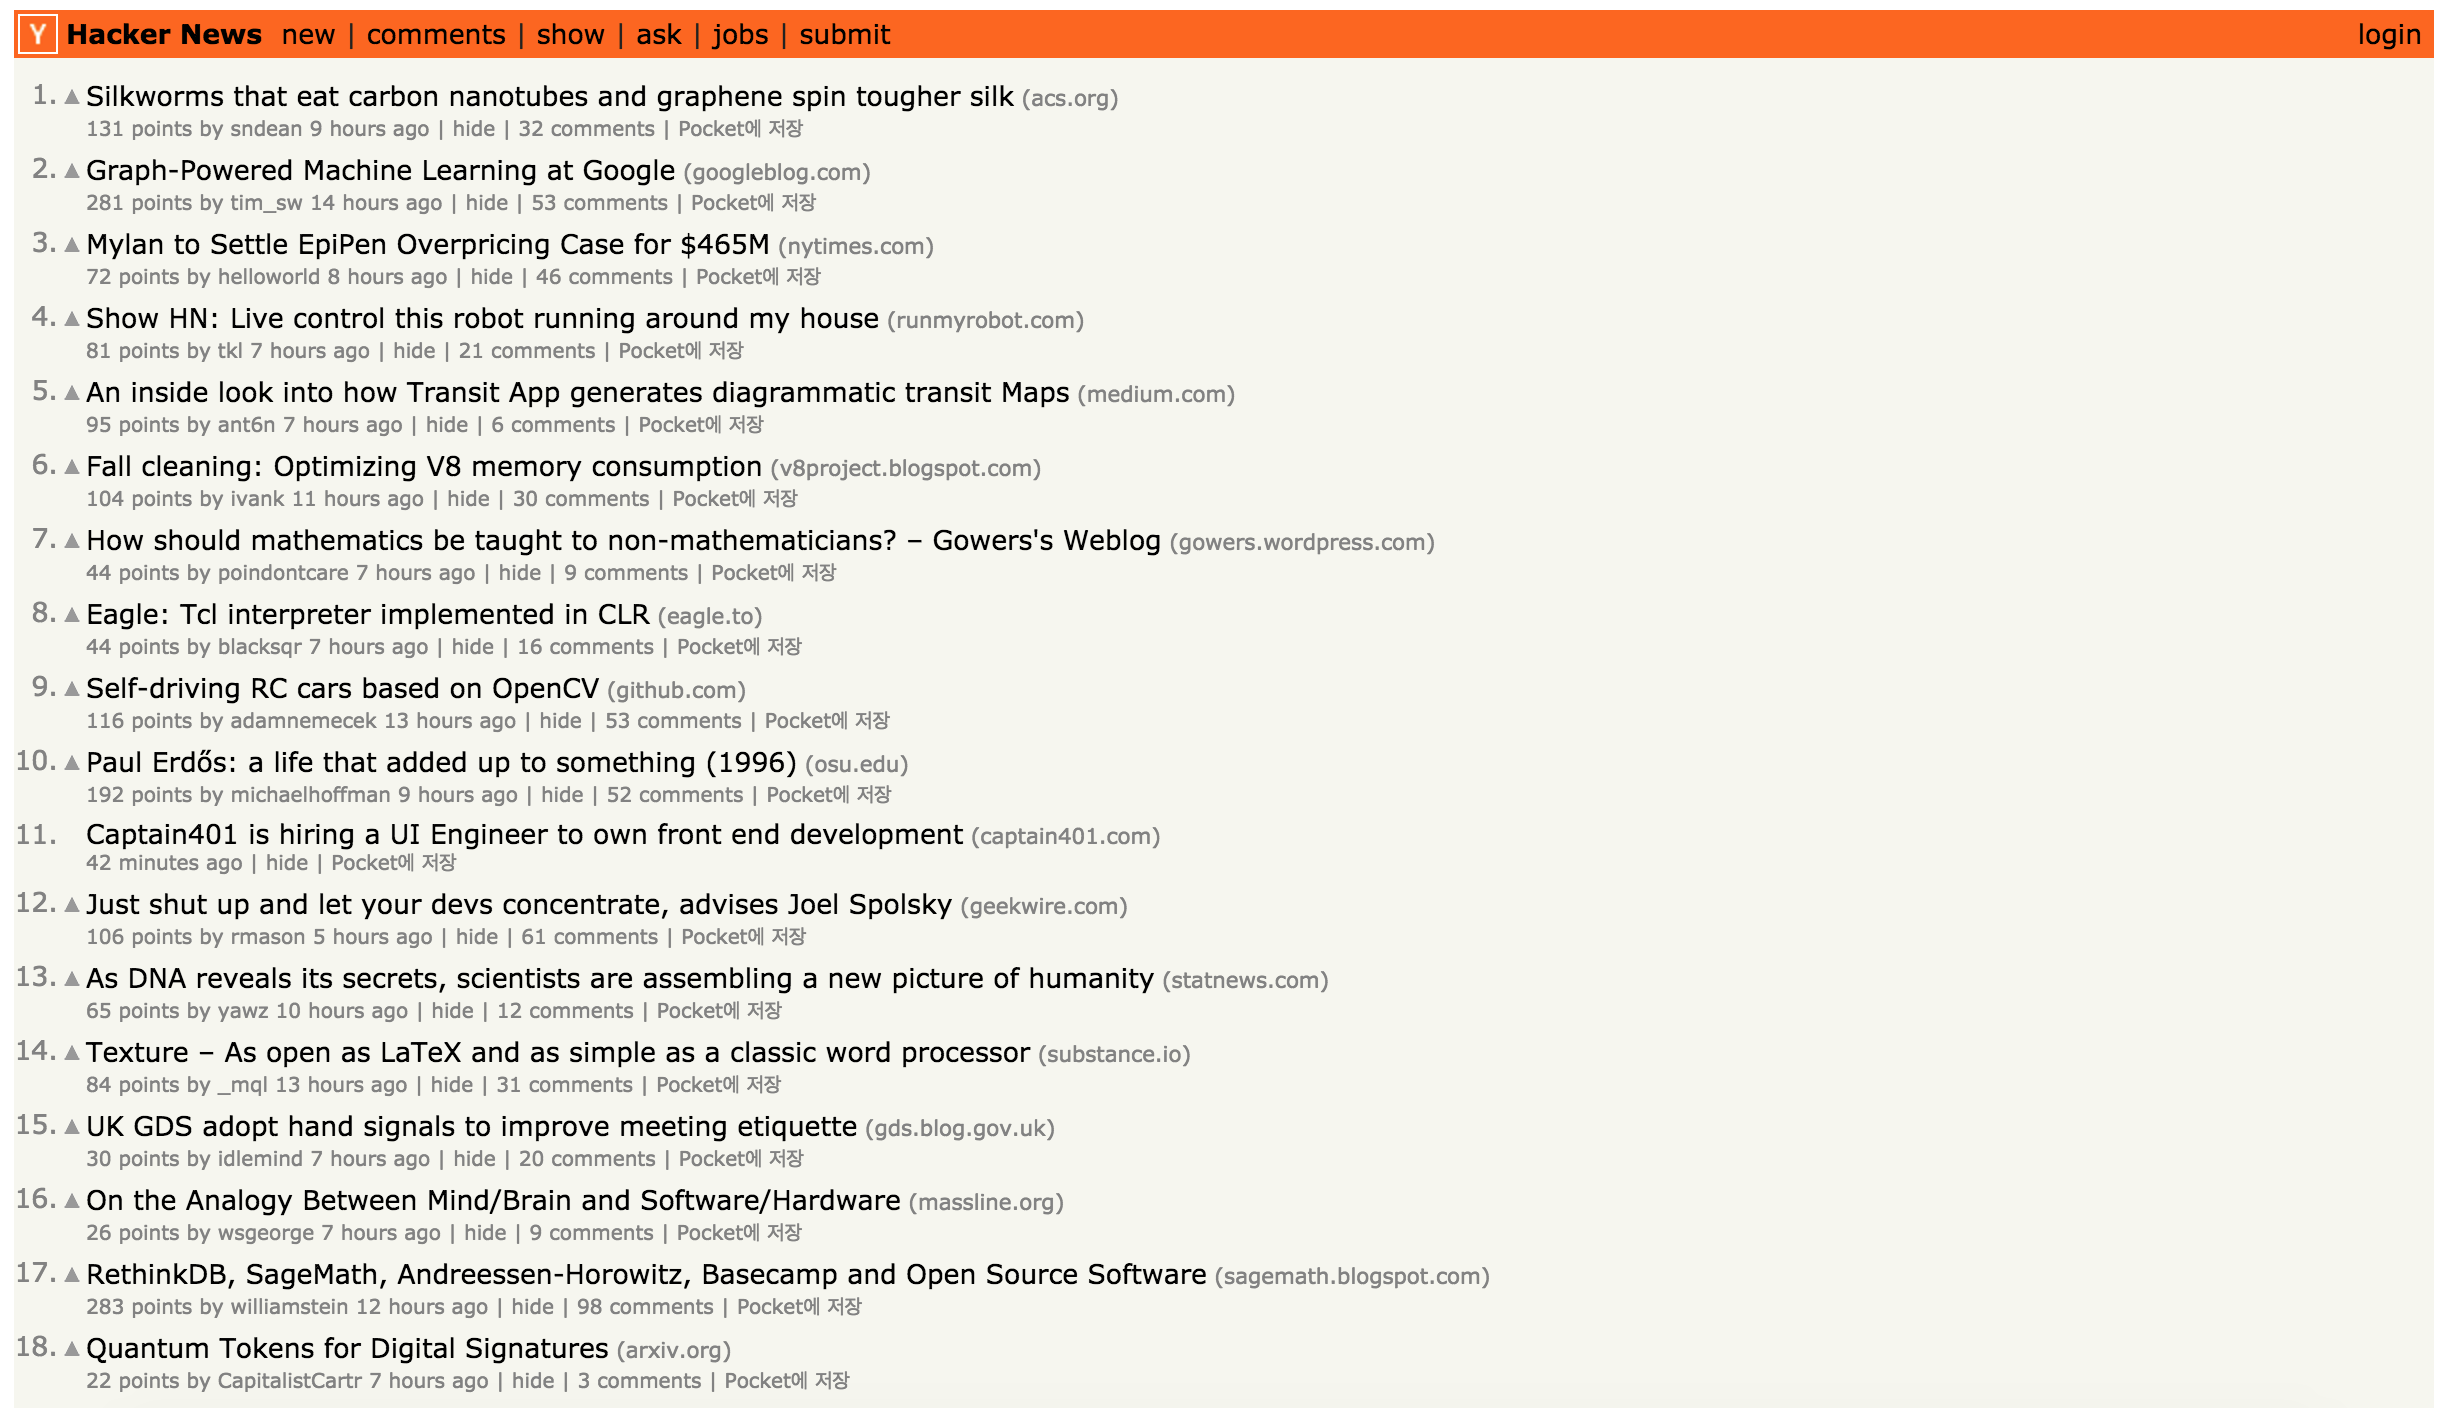 Y Hacker News new | comments | show | ask | jobs | submit login
1. ▲ Silkworms that eat carbon nanotubes and graphene spin tougher silk (acs.org)
131 points by sndean 9 hours ago | hide | 32 comments | Pocket에 저장
2. ▲ Graph-Powered Machine Learning at Google (googleblog.com)
281 points by tim_sw 14 hours ago | hide | 53 comments | Pocket에 저장
3. ▲ Mylan to Settle EpiPen Overpricing Case for $465M (nytimes.com)
72 points by helloworld 8 hours ago | hide | 46 comments | Pocket에 저장
4. ▲ Show HN: Live control this robot running around my house (runmyrobot.com)
81 points by tkl 7 hours ago | hide | 21 comments | Pocket에 저장
5. ▲ An inside look into how Transit App generates diagrammatic transit Maps (medium.com)
95 points by ant6n 7 hours ago | hide | 6 comments | Pocket에 저장
6. ▲ Fall cleaning: Optimizing V8 memory consumption (v8project.blogspot.com)
104 points by ivank 11 hours ago | hide | 30 comments | Pocket에 저장
7. ▲ How should mathematics be taught to non-mathematicians? – Gowers's Weblog (gowers.wordpress.com)
44 points by poindontcare 7 hours ago | hide | 9 comments | Pocket에 저장
8. ▲ Eagle: Tcl interpreter implemented in CLR (eagle.to)
44 points by blacksqr 7 hours ago | hide | 16 comments | Pocket에 저장
9. ▲ Self-driving RC cars based on OpenCV (github.com)
116 points by adamnemecek 13 hours ago | hide | 53 comments | Pocket에 저장
10. ▲ Paul Erdős: a life that added up to something (1996) (osu.edu)
192 points by michaelhoffman 9 hours ago | hide | 52 comments | Pocket에 저장
11. Captain401 is hiring a UI Engineer to own front end development (captain401.com)
42 minutes ago | hide | Pocket에 저장
12. ▲ Just shut up and let your devs concentrate, advises Joel Spolsky (geekwire.com)
106 points by rmason 5 hours ago | hide | 61 comments | Pocket에 저장
13. ▲ As DNA reveals its secrets, scientists are assembling a new picture of humanity (statnews.com)
65 points by yawz 10 hours ago | hide | 12 comments | Pocket에 저장
14. ▲ Texture – As open as LaTeX and as simple as a classic word processor (substance.io)
84 points by _mql 13 hours ago | hide | 31 comments | Pocket에 저장
15. ▲ UK GDS adopt hand signals to improve meeting etiquette (gds.blog.gov.uk)
30 points by idlemind 7 hours ago | hide | 20 comments | Pocket에 저장
16. ▲ On the Analogy Between Mind/Brain and Software/Hardware (massline.org)
26 points by wsgeorge 7 hours ago | hide | 9 comments | Pocket에 저장
17. ▲ RethinkDB, SageMath, Andreessen-Horowitz, Basecamp and Open Source Software (sagemath.blogspot.com)
283 points by williamstein 12 hours ago | hide | 98 comments | Pocket에 저장
18. ▲ Quantum Tokens for Digital Signatures (arxiv.org)
22 points by CapitalistCartr 7 hours ago | hide | 3 comments | Pocket에 저장